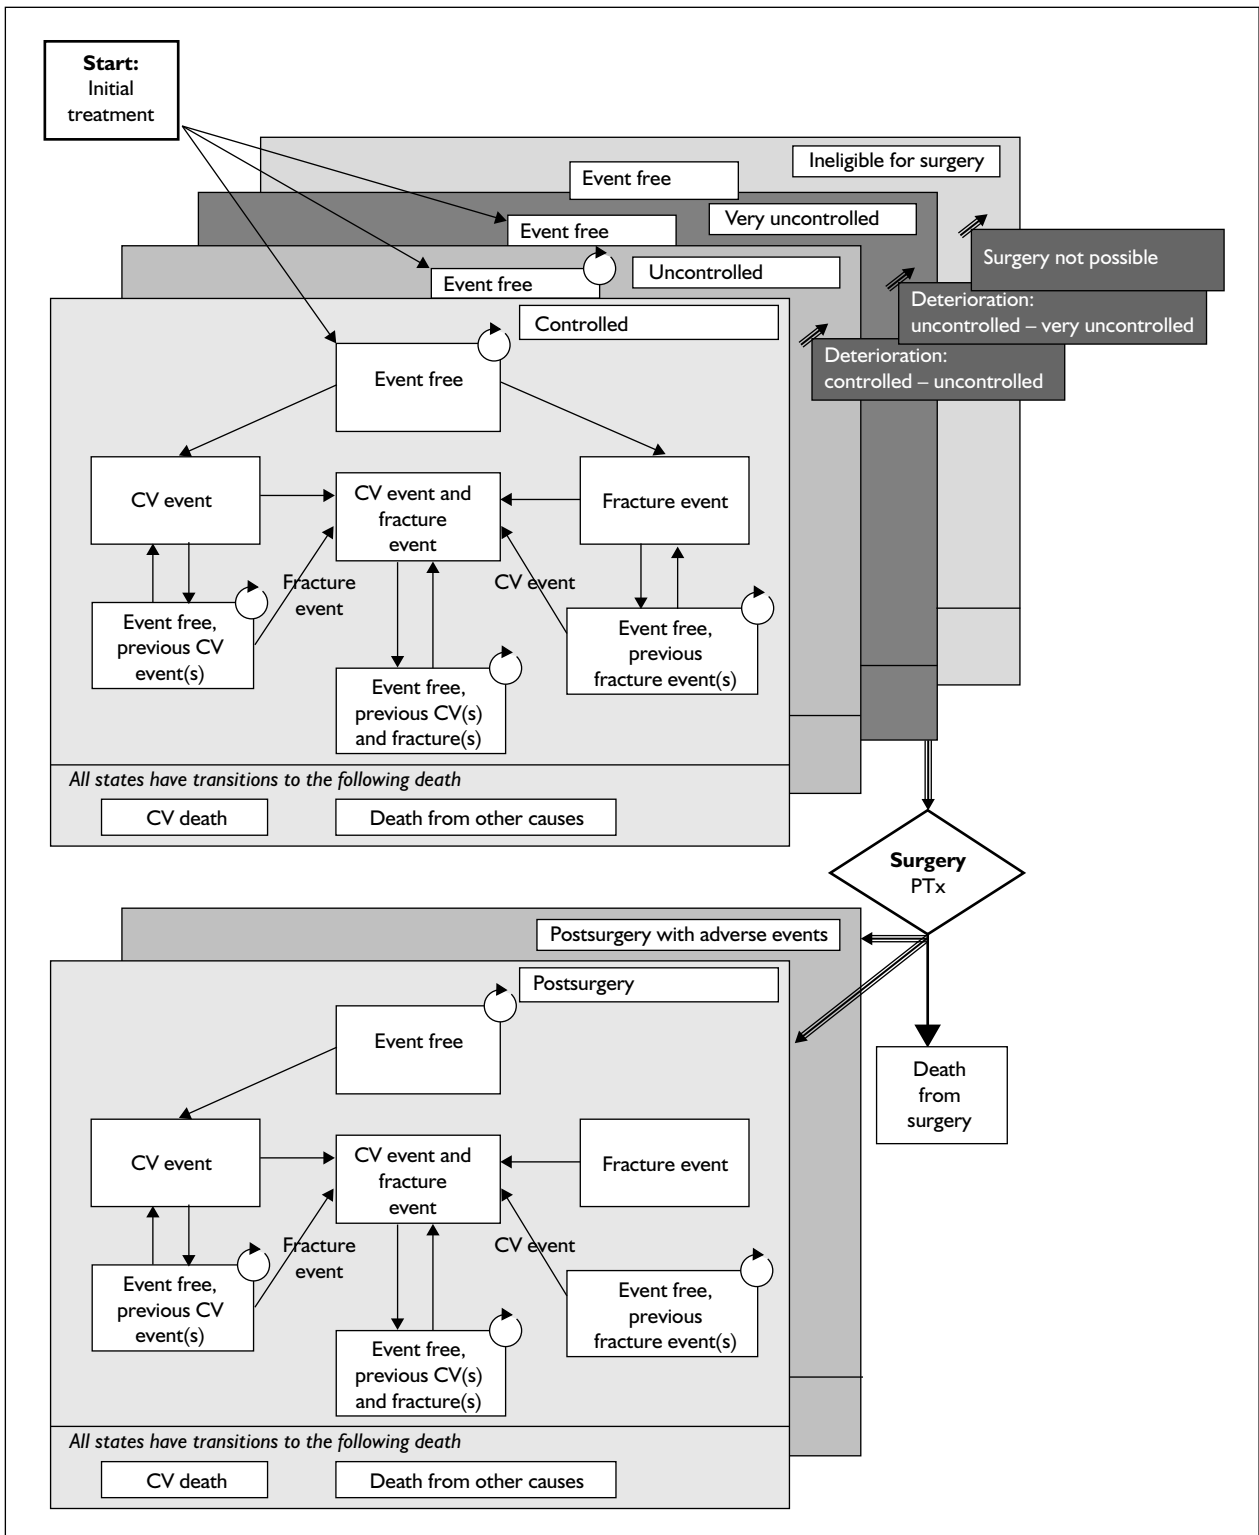 Start:
Initial
treatment
Ineligible for surgery
Event free
Very uncontrolled
Event free
Surgery not possible
Uncontrolled
Event free
Deterioration:
uncontrolled – very uncontrolled
Controlled
Deterioration:
controlled – uncontrolled
Event free
CV event
CV event and
fracture
event
Fracture event
Fracture
event
CV event
Event free,
previous CV
event(s)
Event free,
previous
fracture event(s)
Event free,
previous CV(s)
and fracture(s)
All states have transitions to the following death
CV death
Death from other causes
Surgery
PTx
Postsurgery with adverse events
Postsurgery
Event free
Death
from
surgery
CV event
CV event and
fracture
event
Fracture event
Fracture
event
CV event
Event free,
previous CV
event(s)
Event free,
previous
fracture event(s)
Event free,
previous CV(s)
and fracture(s)
All states have transitions to the following death
CV death
Death from other causes